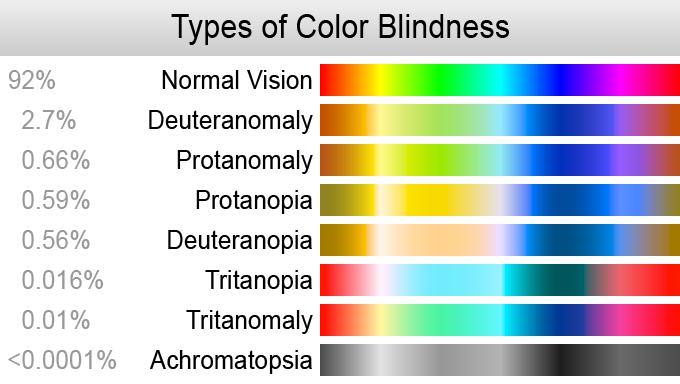 Types of Color Blindness
92% Normal Vision
2.7% Deuteranomaly
0.66% Protanomaly
0.59% Protanopia
0.56% Deuteranopia
0.016% Tritanopia
0.01% Tritanomaly
<0.0001% Achromatopsia